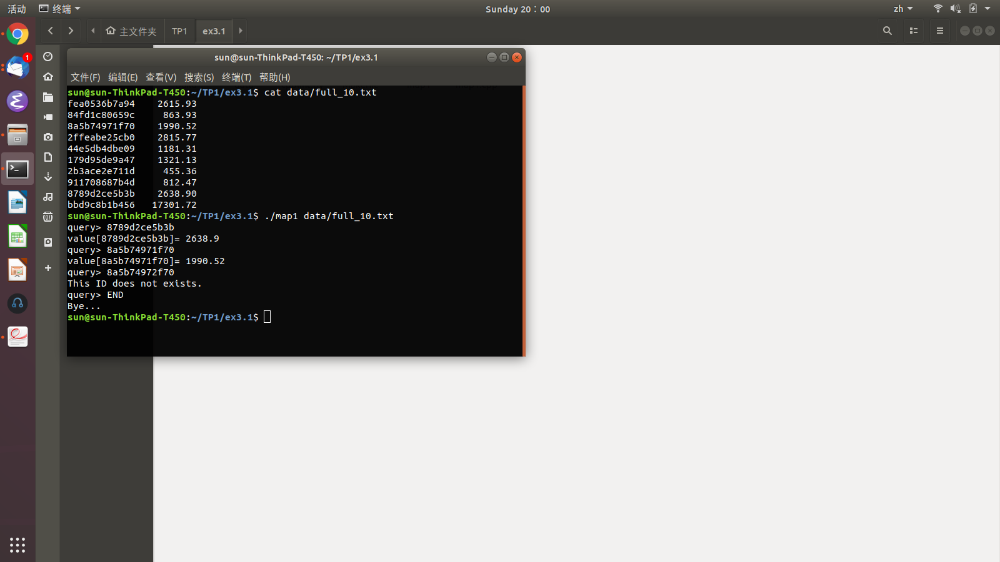 活动 终端 Sunday 20：00 zh
主文件夹 TP1 ex3.1
1
sun@sun-ThinkPad-T450: ~/TP1/ex3.1
文件(F) 编辑(E) 查看(V) 搜索(S) 终端(T) 帮助(H)
sun@sun-ThinkPad-T450:~/TP1/ex3.1$ cat data/full_10.txt
fea0536b7a94    2615.93
84fd1c80659c     863.93
8a5b74971f70    1990.52
2ffeabe25cb0    2815.77
44e5db4dbe09    1181.31
179d95de9a47    1321.13
2b3ace2e711d     455.36
911708687b4d     812.47
8789d2ce5b3b    2638.90
bbd9c8b1b456   17301.72
sun@sun-ThinkPad-T450:~/TP1/ex3.1$ ./map1 data/full_10.txt
query> 8789d2ce5b3b
value[8789d2ce5b3b]= 2638.9
query> 8a5b74971f70
value[8a5b74971f70]= 1990.52
query> 8a5b74972f70
This ID does not exists.
query> END
Bye...
sun@sun-ThinkPad-T450:~/TP1/ex3.1$